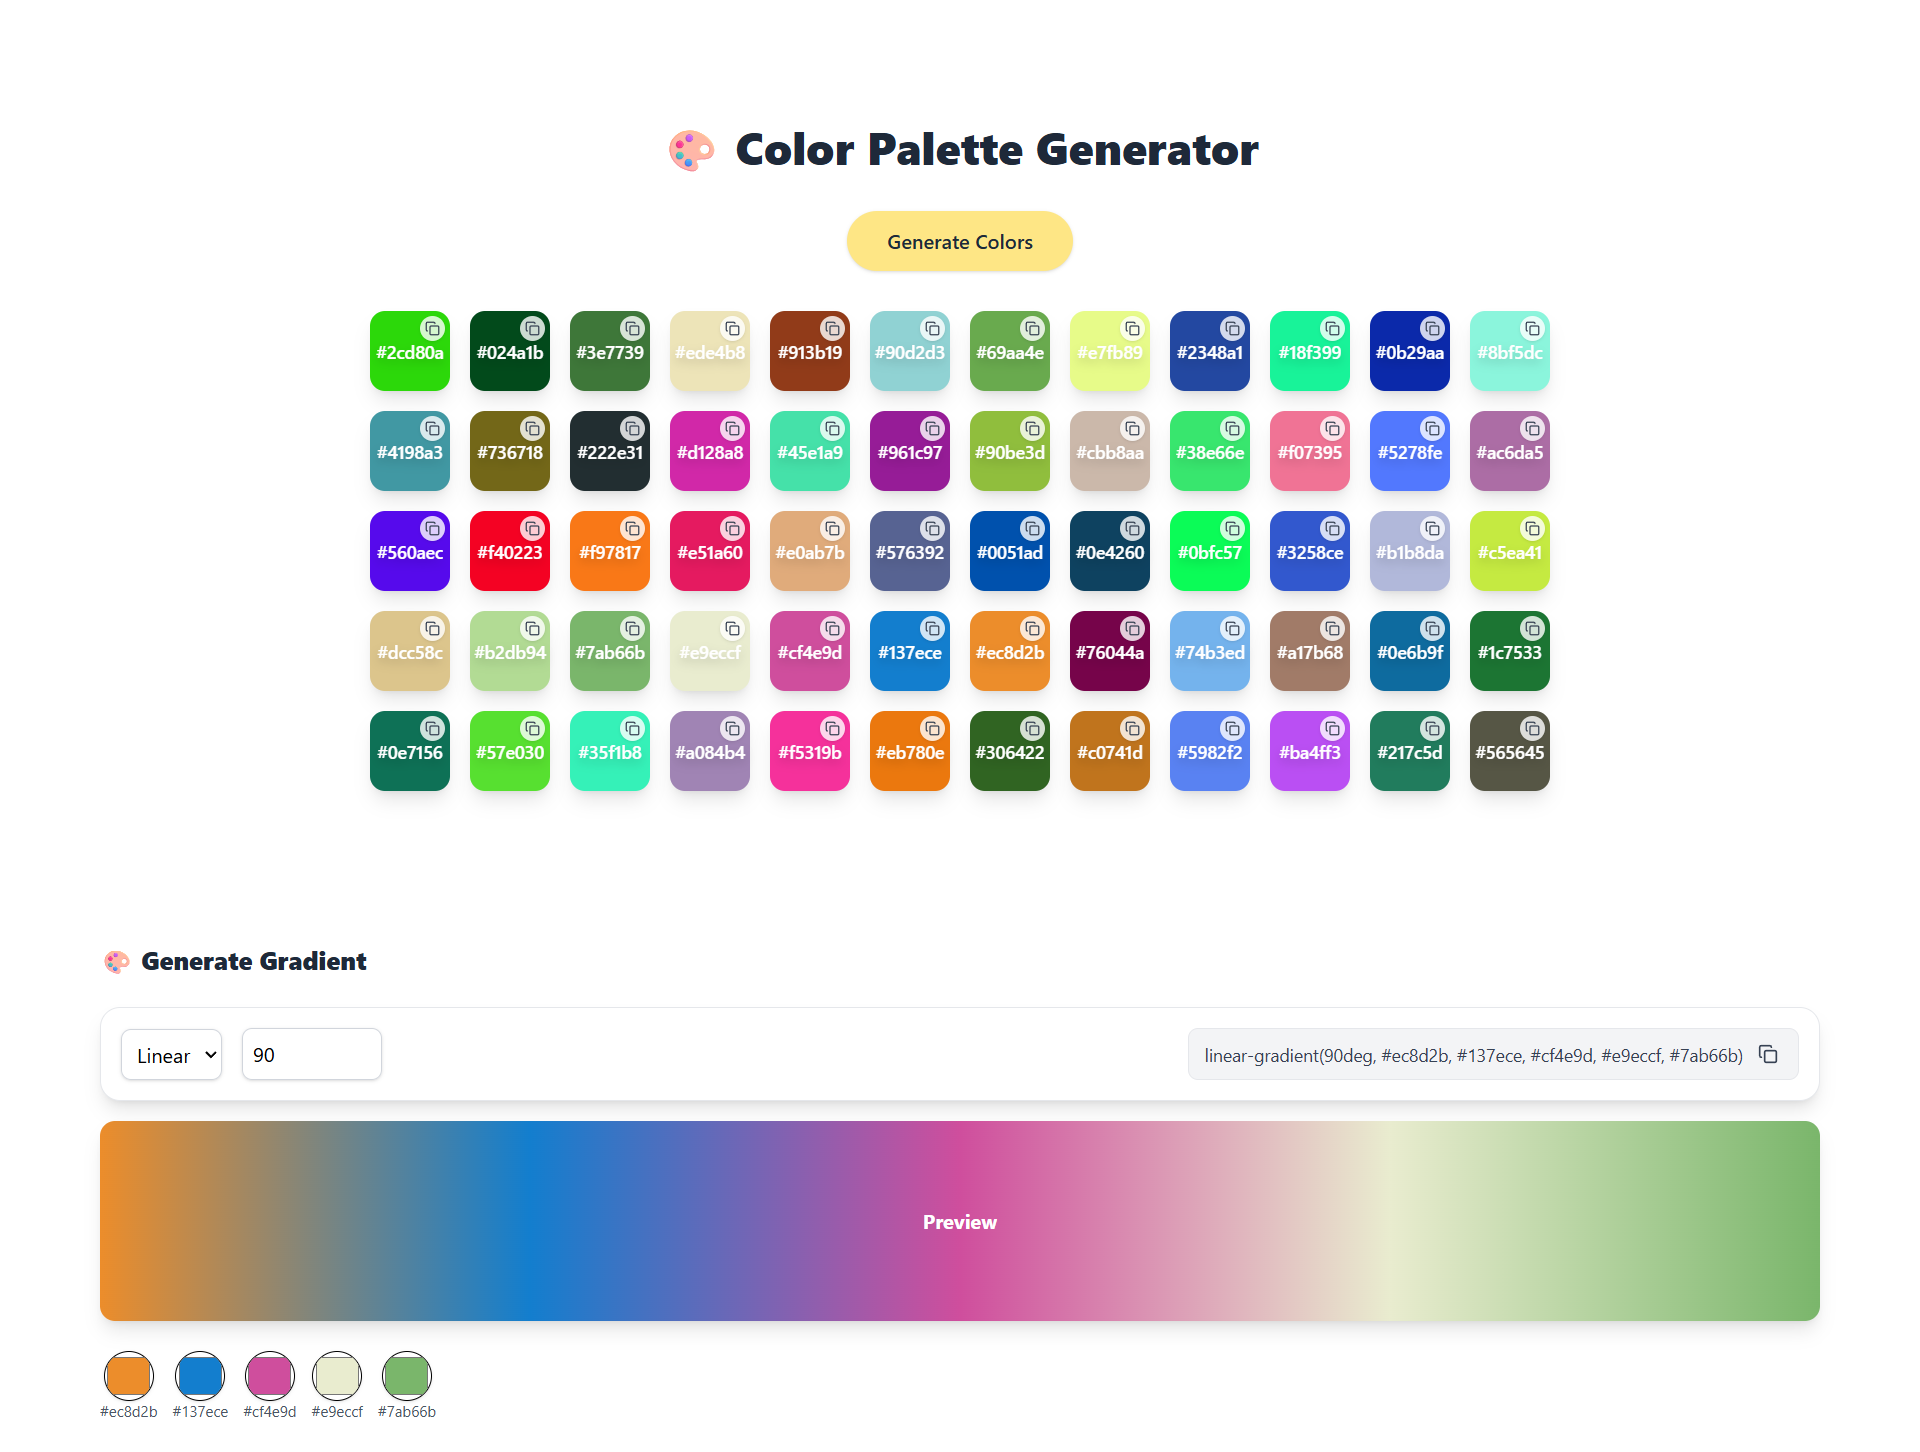 Color Palette Generator
Generate Colors
#2cd80a #024a1b #3e7739 #ede4b8 #913b19 #90d2d3 #69aa4e #e7fb89 #2348a1 #18f399 #0b29aa #8bf5dc
#4198a3 #736718 #222e31 #d128a8 #45e1a9 #961c97 #90be3d #cbb8aa #38e66e #f07395 #5278fe #ac6da5
#560aec #f40223 #f97817 #e51a60 #e0ab7b #576392 #0051ad #0e4260 #0bfc57 #3258ce #b1b8da #c5ea41
#dcc58c #b2db94 #7ab66b #e9eccf #cf4e9d #137ece #ec8d2b #76044a #74b3ed #a17b68 #0e6b9f #1c7533
#0e7156 #57e030 #35f1b8 #a084b4 #f5319b #eb780e #306422 #c0741d #5982f2 #ba4ff3 #217c5d #565645
Generate Gradient
Linear 90 linear-gradient(90deg, #ec8d2b, #137ece, #cf4e9d, #e9eccf, #7ab66b)
Preview
#ec8d2b #137ece #cf4e9d #e9eccf #7ab66b